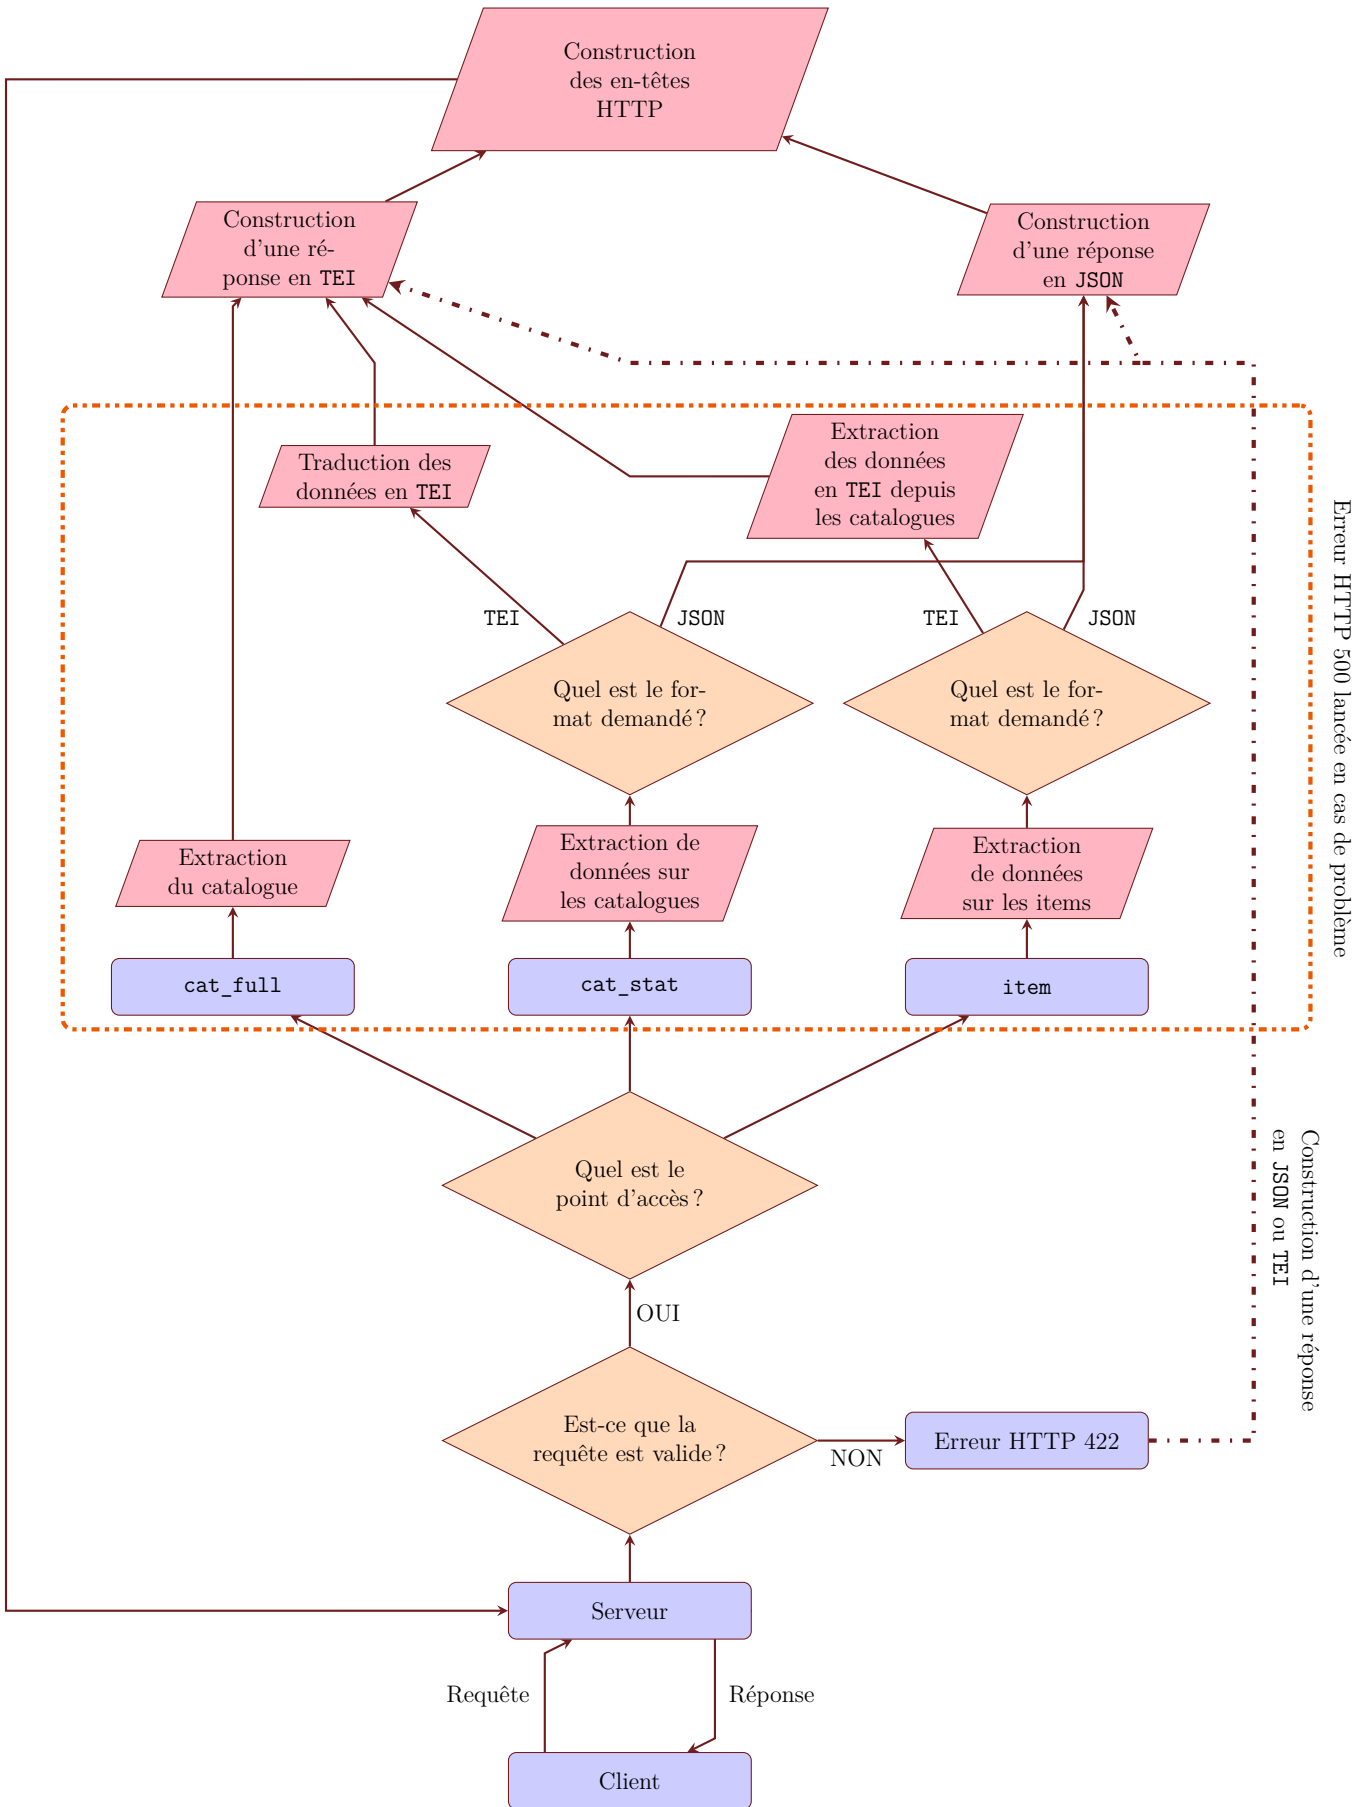 Construction
des en-têtes
HTTP
Construction
d'une ré-
ponse en TEI
Construction
d'une réponse
en JSON
Traduction des
données en TEI
Extraction
des données
en TEI depuis
les catalogues
Erreur HTTP 500 lancée en cas de problème
TEI
JSON
TEI
JSON
Quel est le for-
mat demandé ?
Quel est le for-
mat demandé ?
Extraction
du catalogue
Extraction de
données sur
les catalogues
Extraction
de données
sur les items
cat_full
cat_stat
item
Quel est le
point d'accès ?
Construction d'une réponse
en JSON ou TEI
OUI
Est-ce que la
requête est valide ?
NON
Erreur HTTP 422
Serveur
Requête
Réponse
Client